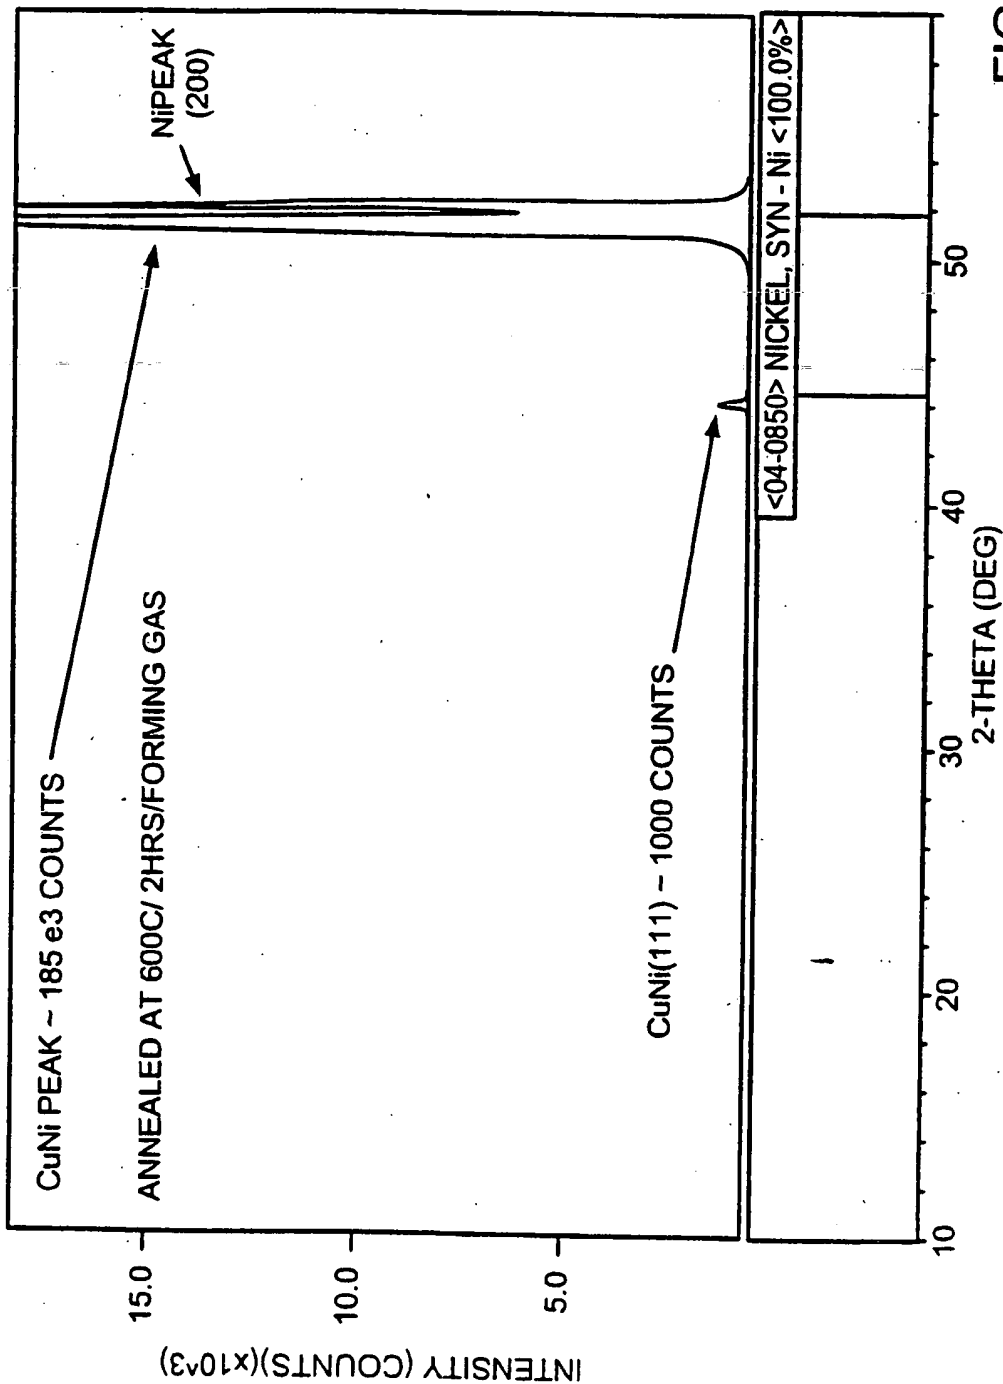 CuNi PEAK ~ 185 e3 COUNTS
NiPEAK
(200)
ANNEALED AT 600C/ 2HRS/FORMING GAS
CuNi(111) ~ 1000 COUNTS
15.0
10.0
5.0
INTENSITY (COUNTS)(x10^3)
<04-0850> NICKEL, SYN - Ni <100.0%>
10
20
30
40
50
2-THETA (DEG)